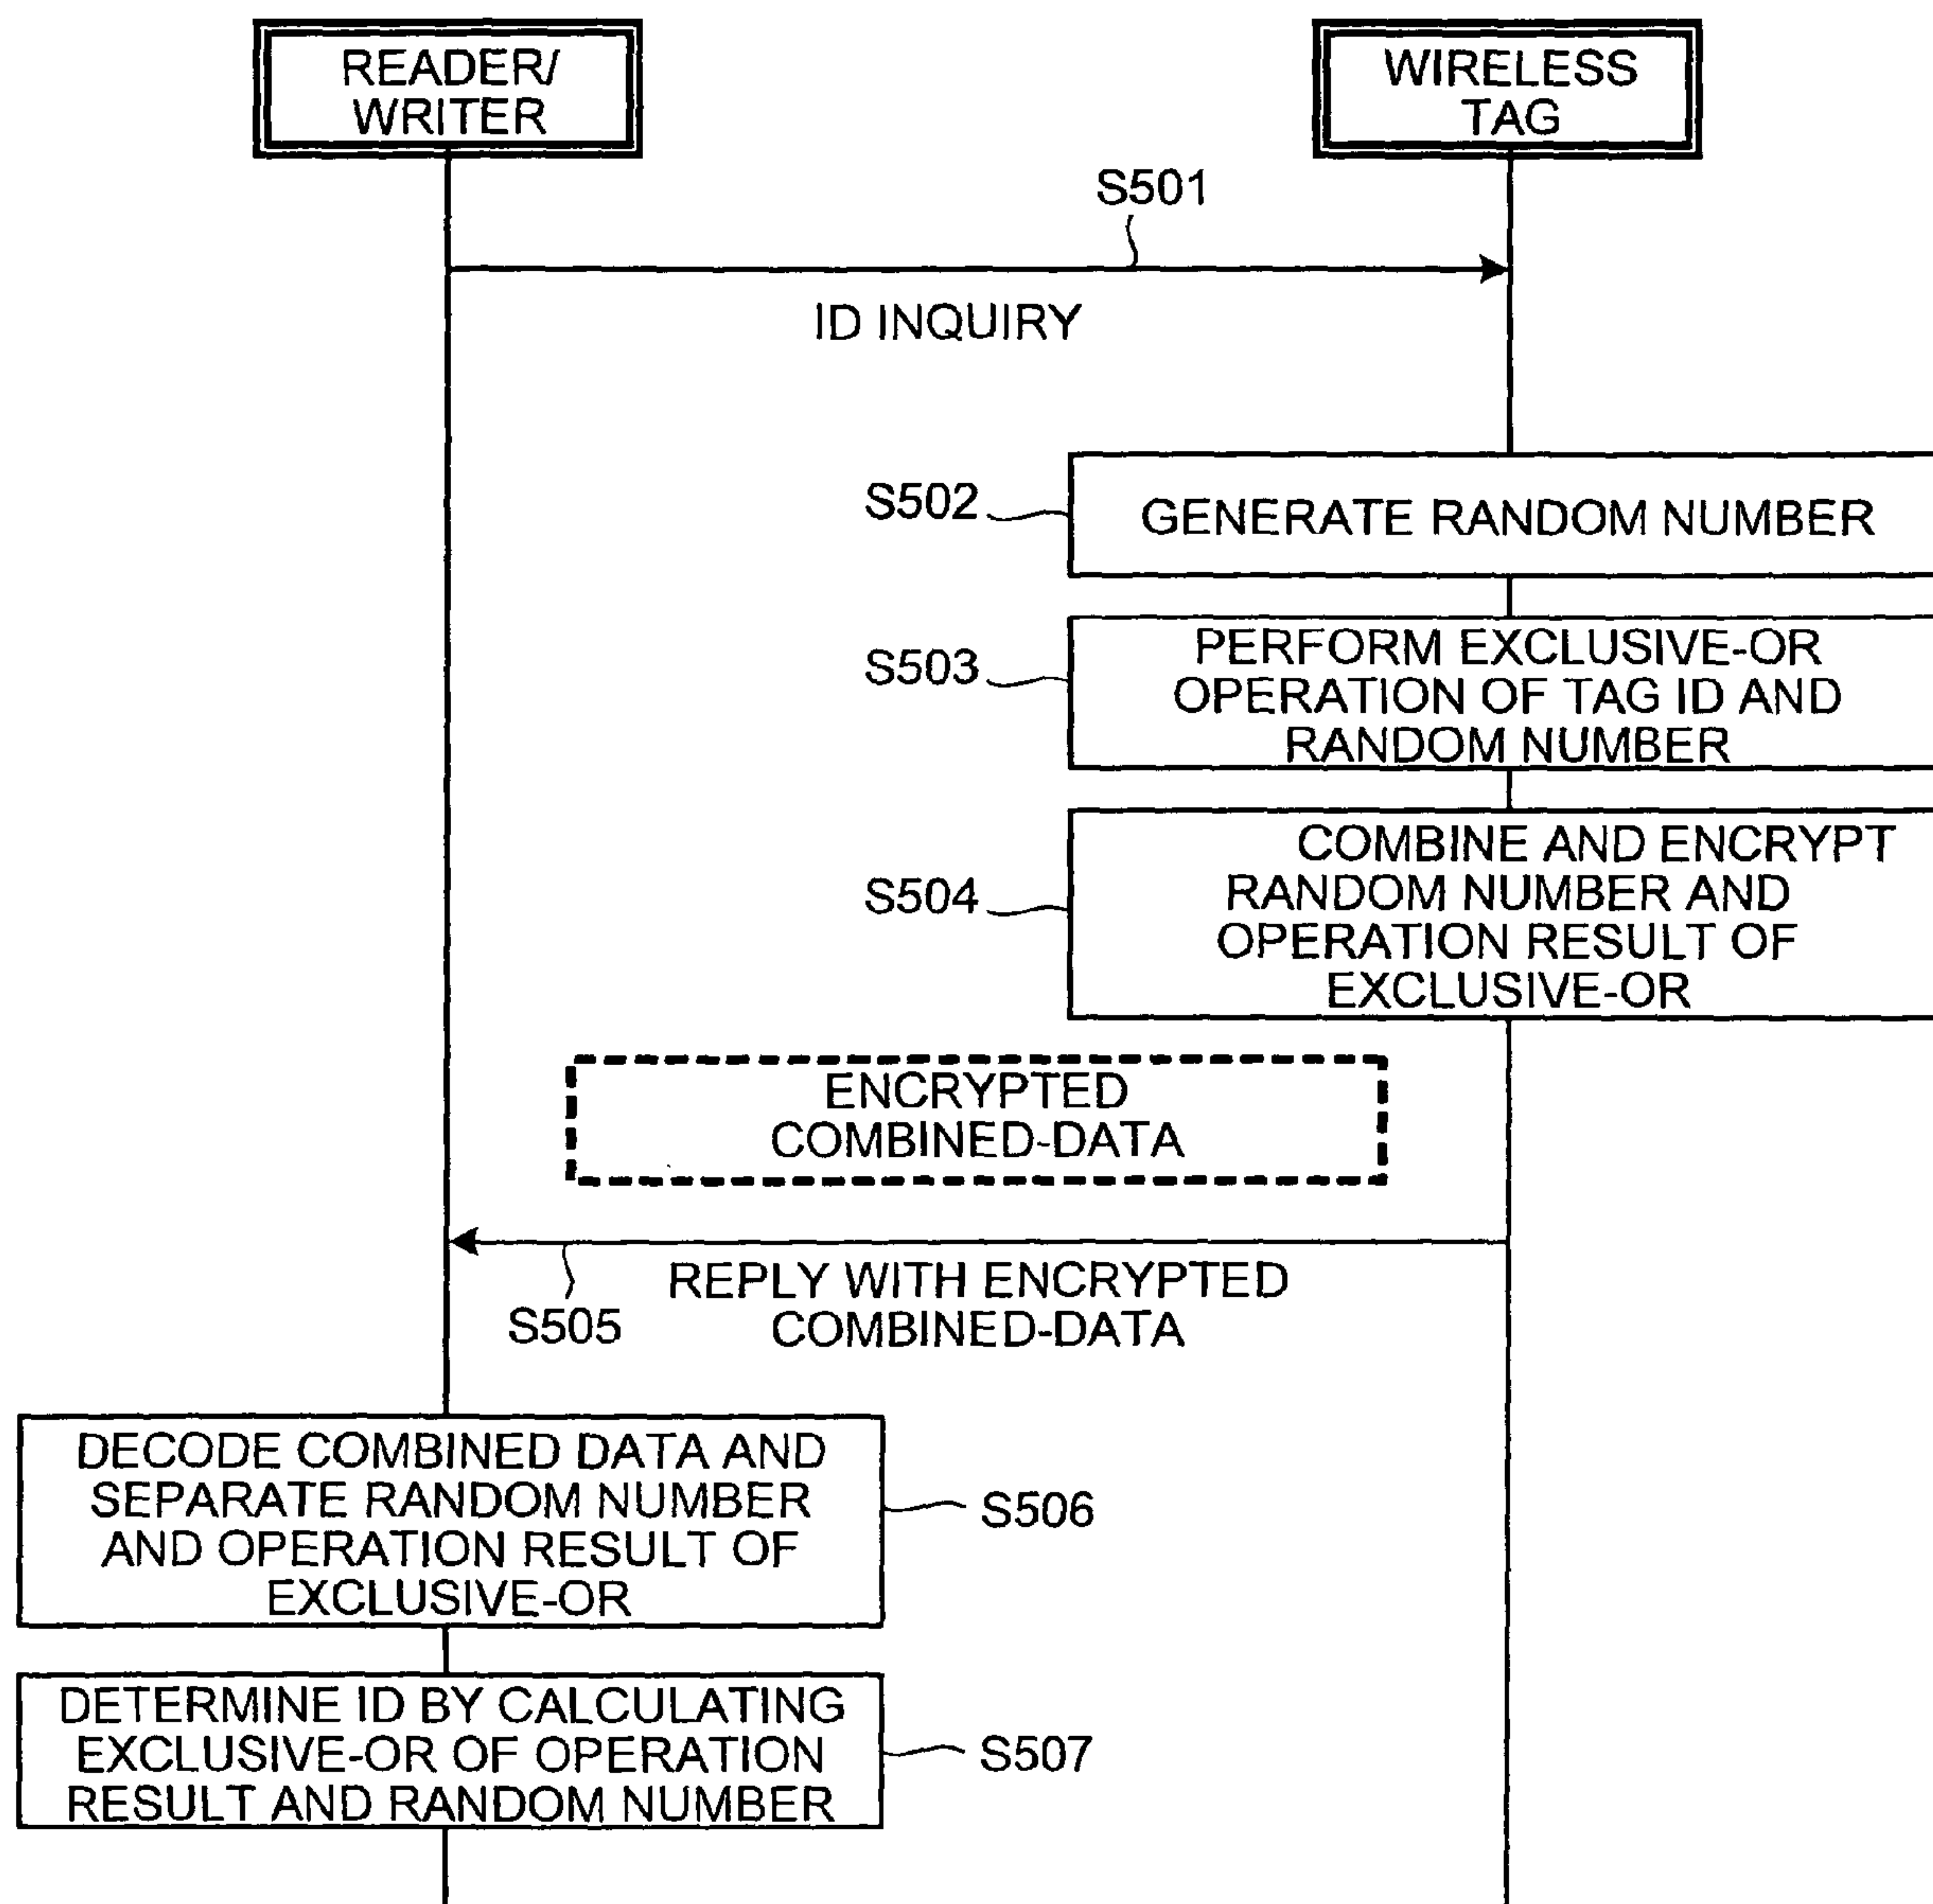 READER/
WRITER
WIRELESS
TAG
S501
ID INQUIRY
S502
GENERATE RANDOM NUMBER
S503
PERFORM EXCLUSIVE-OR
OPERATION OF TAG ID AND
RANDOM NUMBER
S504
COMBINE AND ENCRYPT
RANDOM NUMBER AND
OPERATION RESULT OF
EXCLUSIVE-OR
ENCRYPTED
COMBINED-DATA
REPLY WITH ENCRYPTED
COMBINED-DATA
S505
DECODE COMBINED DATA AND
SEPARATE RANDOM NUMBER
AND OPERATION RESULT OF
EXCLUSIVE-OR
S506
DETERMINE ID BY CALCULATING
EXCLUSIVE-OR OF OPERATION
RESULT AND RANDOM NUMBER
S507